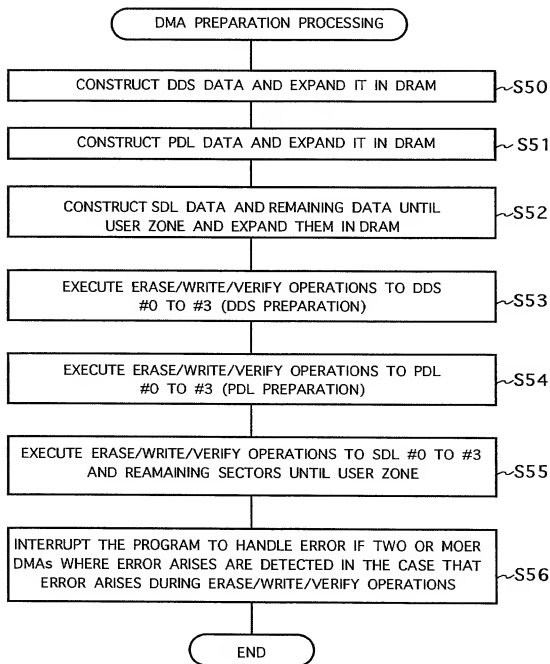 DMA PREPARATION PROCESSING
CONSTRUCT DDS DATA AND EXPAND IT IN DRAM
S50
CONSTRUCT PDL DATA AND EXPAND IT IN DRAM
S51
CONSTRUCT SDL DATA AND REMAINING DATA UNTIL
USER ZONE AND EXPAND THEM IN DRAM
S52
EXECUTE ERASE/WRITE/VERIFY OPERATIONS TO DDS
#0 TO #3 (DDS PREPARATION)
S53
EXECUTE ERASE/WRITE/VERIFY OPERATIONS TO PDL
#0 TO #3 (PDL PREPARATION)
S54
EXECUTE ERASE/WRITE/VERIFY OPERATIONS TO SDL #0 TO #3
AND REAMAINING SECTORS UNTIL USER ZONE
S55
INTERRUPT THE PROGRAM TO HANDLE ERROR IF TWO OR MOER
DMAs WHERE ERROR ARISES ARE DETECTED IN THE CASE THAT
ERROR ARISES DURING ERASE/WRITE/VERIFY OPERATIONS
S56
END